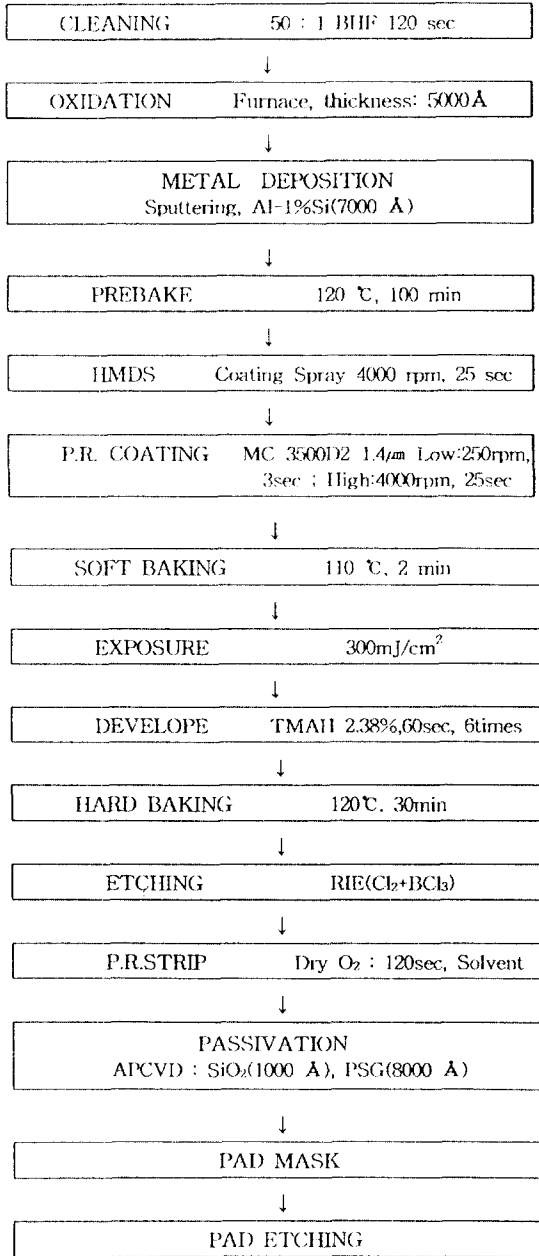 CLEANING 50 : 1 BHF 120 sec
↓
OXIDATION Furnace, thickness: 5000Å
↓
METAL DEPOSITION
Sputtering, Al-1%Si(7000 Å)
↓
PREBAKE 120 ℃, 100 min
↓
HMDS Coating Spray 4000 rpm, 25 sec
↓
P.R. COATING MC 3500D2 1.4㎛ Low:250rpm,
3sec ; High:4000rpm, 25sec
↓
SOFT BAKING 110 ℃, 2 min
↓
EXPOSURE 300mJ/cm²
↓
DEVELOPE TMAH 2.38%,60sec, 6times
↓
HARD BAKING 120℃. 30min
↓
ETCHING RIE(Cl₂+BCl₃)
↓
P.R.STRIP Dry O₂ : 120sec, Solvent
↓
PASSIVATION
APCVD : SiO₂(1000 Å), PSG(8000 Å)
↓
PAD MASK
↓
PAD ETCHING